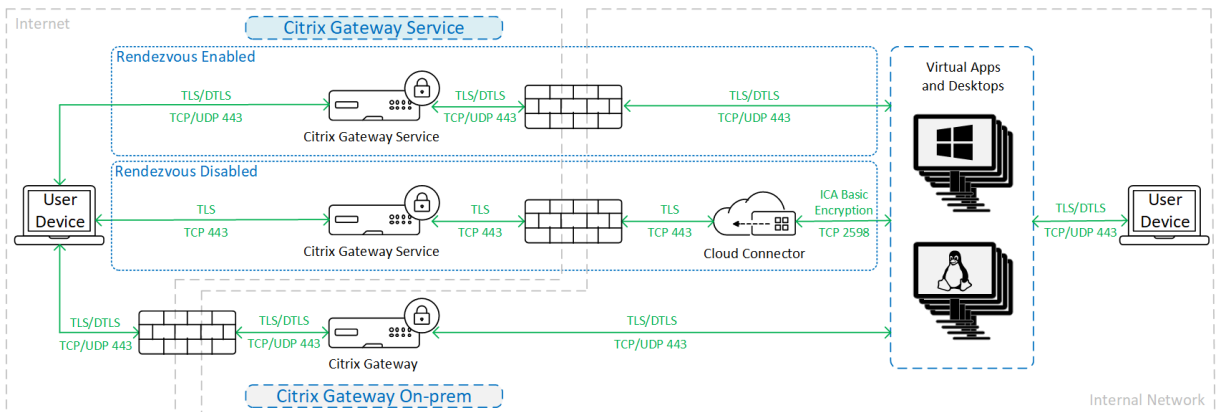 Internet
Citrix Gateway Service
Rendezvous Enabled
TLS/DTLS
TCP/UDP 443
Citrix Gateway Service
TLS/DTLS
TCP/UDP 443
TLS/DTLS
TCP/UDP 443
Virtual Apps
and Desktops
Rendezvous Disabled
User
Device
TLS
TCP 443
Citrix Gateway Service
TLS
TCP 443
TLS
TCP 443
Cloud Connector
ICA Basic
Encryption
TCP 2598
TLS/DTLS
TCP/UDP 443
User
Device
TLS/DTLS
TCP/UDP 443
TLS/DTLS
TCP/UDP 443
Citrix Gateway
TLS/DTLS
TCP/UDP 443
Citrix Gateway On-prem
Internal Network